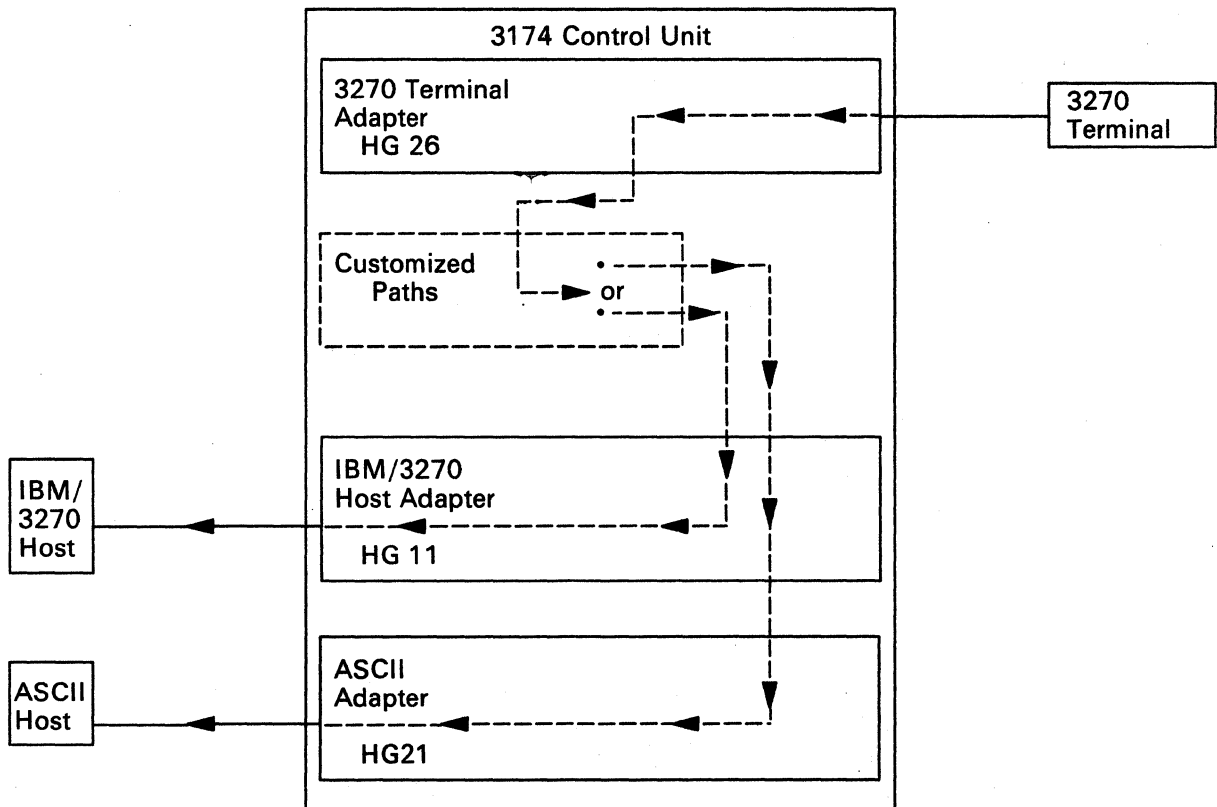 3174 Control Unit
3270 Terminal
Adapter
HG 26
3270
Terminal
Customized
Paths
or
IBM/3270
Host Adapter
HG 11
IBM/
3270
Host
ASCII
Adapter
HG21
ASCII
Host